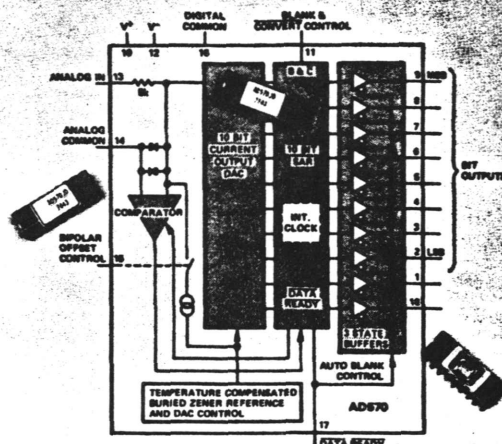 V+
V-
DIGITAL
COMMON
BLANK &
CONVERT CONTROL
10
12
16
11
ANALOG IN 13
5k
B & C
9 MSB
8
7
6
5
4
3
2 LSB
1
18
BIT
OUTPUTS
ANALOG
COMMON
14
10 BIT
CURRENT
OUTPUT
DAC
10 BIT
SAR
COMPARATOR
INT.
CLOCK
BIPOLAR
OFFSET
CONTROL
15
DATA
READY
3 STATE
BUFFERS
AUTO BLANK
CONTROL
TEMPERATURE COMPENSATED
BURIED ZENER REFERENCE
AND DAC CONTROL
AD570
17
DATA READY